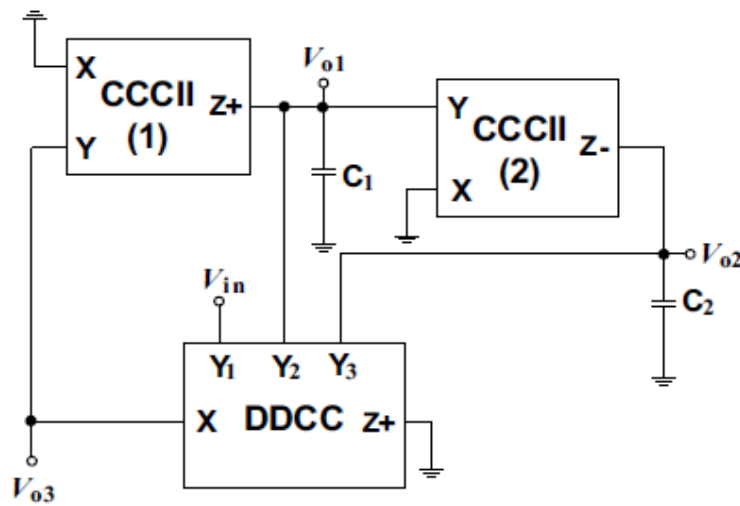 X
CCCII
(1)
Z+
Y
Vo1
Y
CCCII
(2)
Z-
X
C1
Vo2
C2
Vin
Y1
Y2
Y3
X
DDCC
Z+
Vo3